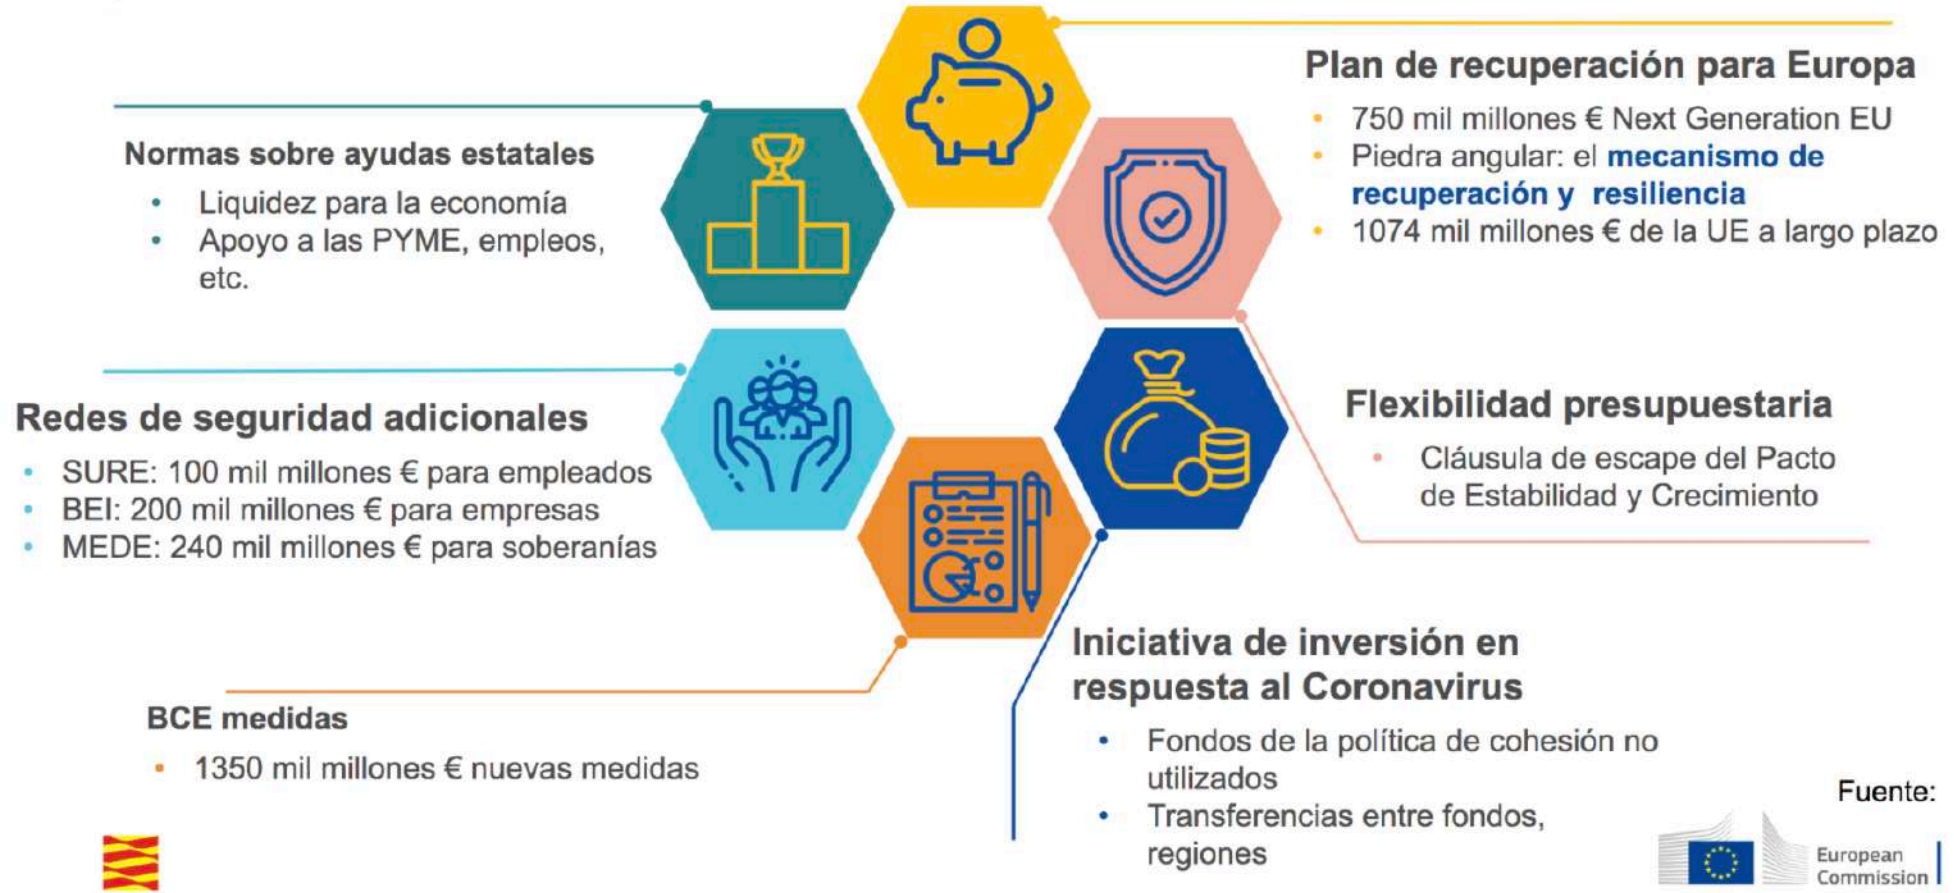 Plan de recuperación para Europa
750 mil millones € Next Generation EU
Piedra angular: el mecanismo de
recuperación y resiliencia
1074 mil millones € de la UE a largo plazo
Normas sobre ayudas estatales
Liquidez para la economía
Apoyo a las PYME, empleos,
etc.
Redes de seguridad adicionales
SURE: 100 mil millones € para empleados
BEI: 200 mil millones € para empresas
MEDE: 240 mil millones € para soberanías
Flexibilidad presupuestaria
Cláusula de escape del Pacto
de Estabilidad y Crecimiento
BCE medidas
1350 mil millones € nuevas medidas
Iniciativa de inversión en
respuesta al Coronavirus
Fondos de la política de cohesión no
utilizados
Transferencias entre fondos,
regiones
Fuente:
European
Commission